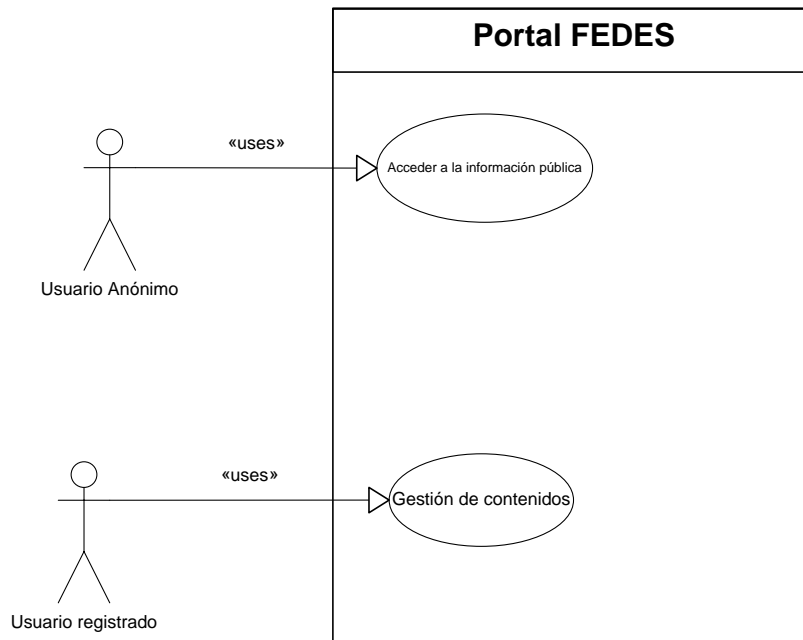 Portal FEDES
«uses»
Acceder a la información pública
Usuario Anónimo
«uses»
Gestión de contenidos
Usuario registrado